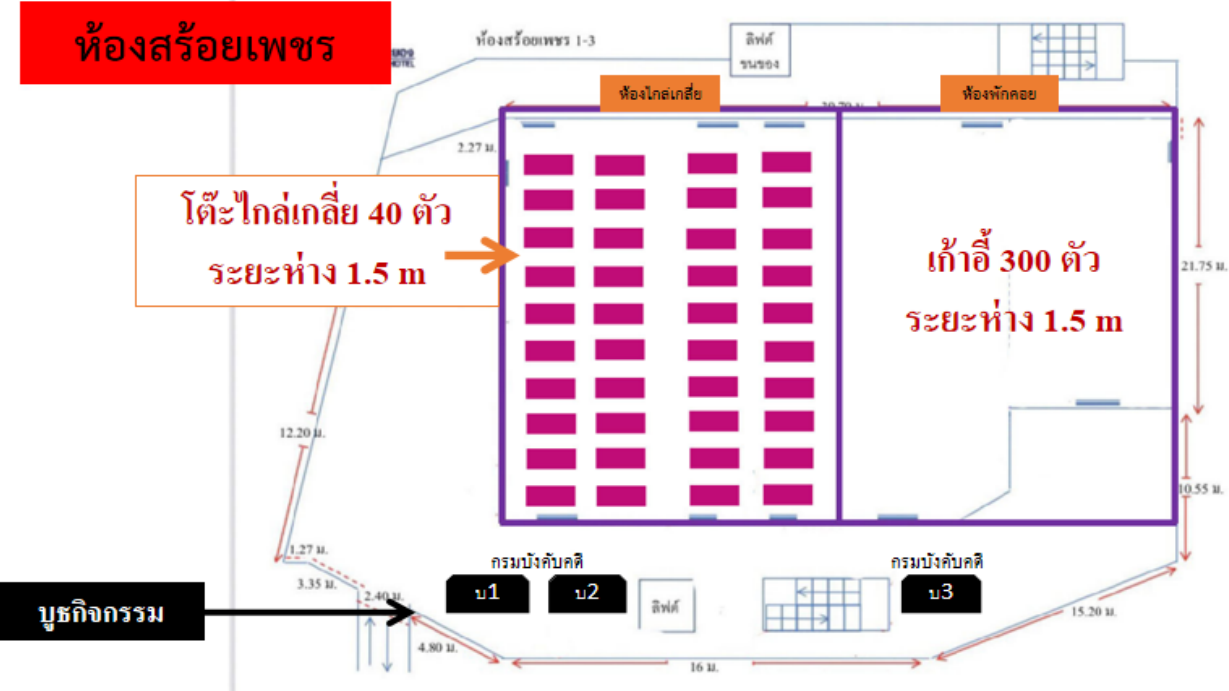 ห้องสร้อยเพชร
HOTEL
ห้องสร้อยเพชร 1-3
ลิฟต์
ขนของ
ห้องไกล่เกลี่ย
ห้องพักคอย
2.27 ม.
โต๊ะไกล่เกลี่ย 40 ตัว
ระยะห่าง 1.5 m
เก้าอี้ 300 ตัว
ระยะห่าง 1.5 m
21.75 ม.
12.20 ม.
10.55 ม.
1.27 ม.
3.35 ม.
2.40 ม.
กรมบังคับคดี
บ1
บ2
ลิฟต์
กรมบังคับคดี
บ3
บูธกิจกรรม
4.80 ม.
16 ม.
15.20 ม.